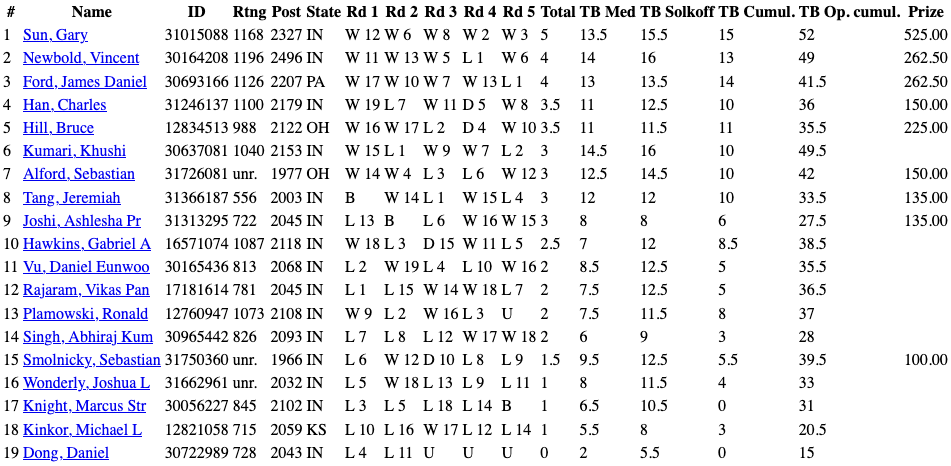 # Name ID Rtng Post State Rd 1 Rd 2 Rd 3 Rd 4 Rd 5 Total TB Med TB Solkoff TB Cumul. TB Op. cumul. Prize
1 Sun, Gary 31015088 1168 2327 IN W 12 W 6 W 8 W 2 W 3 5 13.5 15.5 15 52 525.00
2 Newbold, Vincent 30164208 1196 2496 IN W 11 W 13 W 5 L 1 W 6 4 14 16 13 49 262.50
3 Ford, James Daniel 30693166 1126 2207 PA W 17 W 10 W 7 W 13 L 1 4 13 13.5 14 41.5 262.50
4 Han, Charles 31246137 1100 2179 IN W 19 L 7 W 11 D 5 W 8 3.5 11 12.5 10 36 150.00
5 Hill, Bruce 12834513 988 2122 OH W 16 W 17 L 2 D 4 W 10 3.5 11 11.5 11 35.5 225.00
6 Kumari, Khushi 30637081 1040 2153 IN W 15 L 1 W 9 W 7 L 2 3 14.5 16 10 49.5
7 Alford, Sebastian 31726081 unr. 1977 OH W 14 W 4 L 3 L 6 W 12 3 12.5 14.5 10 42 150.00
8 Tang, Jeremiah 31366187 556 2003 IN B W 14 L 1 W 15 L 4 3 12 12 10 33.5 135.00
9 Joshi, Ashlesha Pr 31313295 722 2045 IN L 13 B L 6 W 16 W 15 3 8 8 6 27.5 135.00
10 Hawkins, Gabriel A 16571074 1087 2118 IN W 18 L 3 D 15 W 11 L 5 2.5 7 12 8.5 38.5
11 Vu, Daniel Eunwoo 30165436 813 2068 IN L 2 W 19 L 4 L 10 W 16 2 8.5 12.5 5 35.5
12 Rajaram, Vikas Pan 17181614 781 2045 IN L 1 L 15 W 14 W 18 L 7 2 7.5 12.5 5 36.5
13 Plamowski, Ronald 12760947 1073 2108 IN W 9 L 2 W 16 L 3 U 2 7.5 11.5 8 37
14 Singh, Abhiraj Kum 30965442 826 2093 IN L 7 L 8 L 12 W 17 W 18 2 6 9 3 28
15 Smolnicky, Sebastian 31750360 unr. 1966 IN L 6 W 12 D 10 L 8 L 9 1.5 9.5 12.5 5.5 39.5 100.00
16 Wonderly, Joshua L 31662961 unr. 2032 IN L 5 W 18 L 13 L 9 L 11 1 8 11.5 4 33
17 Knight, Marcus Str 30056227 845 2102 IN L 3 L 5 L 18 L 14 B 1 6.5 10.5 0 31
18 Kinkor, Michael L 12821058 715 2059 KS L 10 L 16 W 17 L 12 L 14 1 5.5 8 3 20.5
19 Dong, Daniel 30722989 728 2043 IN L 4 L 11 U U U 0 2 5.5 0 15